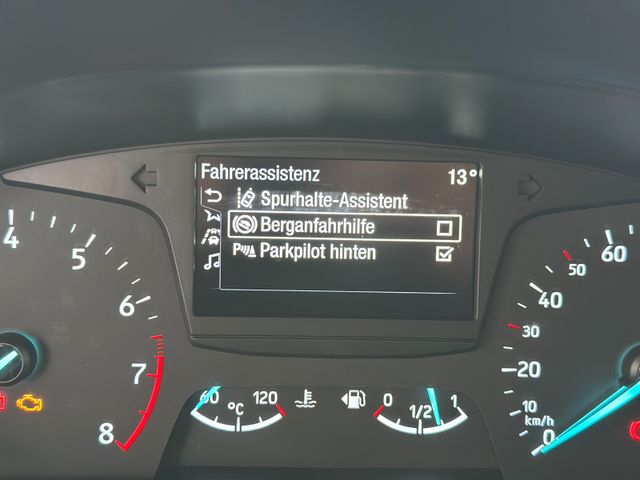 Fahrerassistenz 13°
Spurhalte-Assistent
Berganfahrhilfe
Parkpilot hinten
4
5
6
7
8
60
50
40
30
20
10
km/h
0
60 120
°C
0 1/2 1